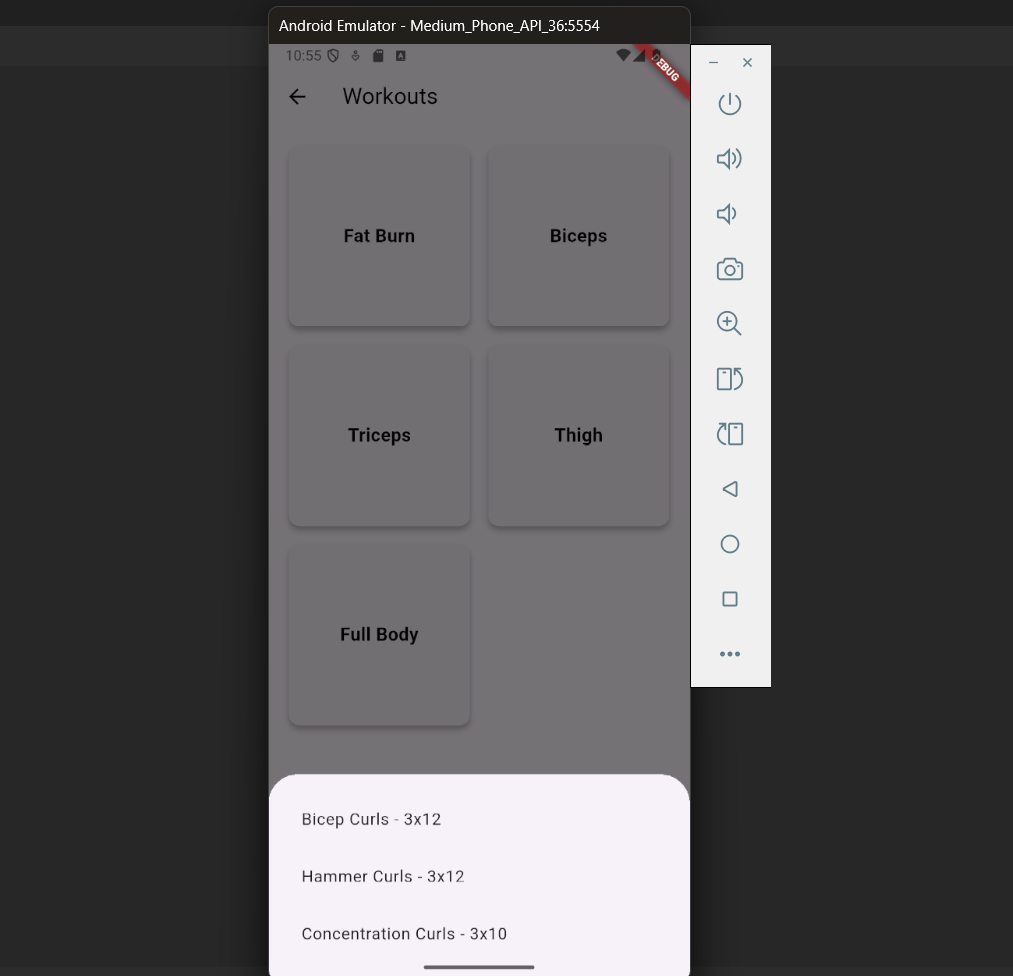 Android Emulator - Medium_Phone_API_36:5554
10:55
EBUG
Workouts
Fat Burn
Biceps
Triceps
Thigh
Full Body
Bicep Curls - 3x12
Hammer Curls - 3x12
Concentration Curls - 3x10